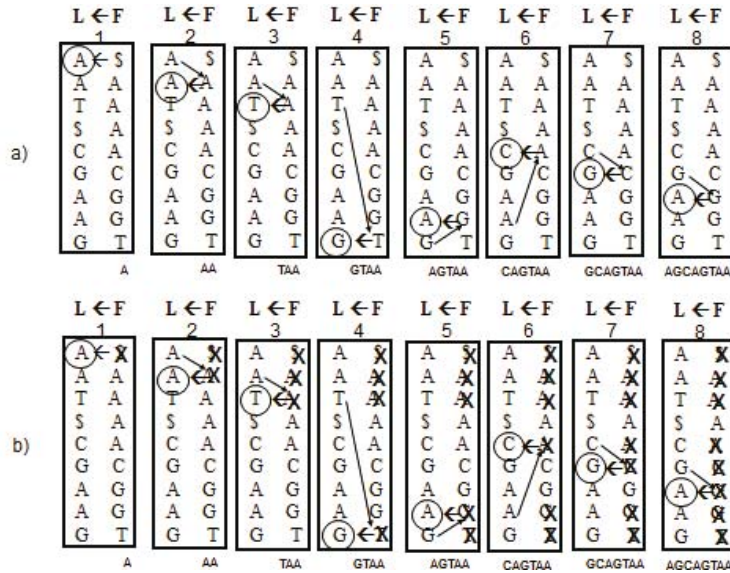 L ← F L ← F L ← F L ← F L ← F L ← F L ← F L ← F
1 2 3 4 5 6 7 8
A ← $ A $ A $ A $ A $ A $ A $ A $
A A A ← A A A A A A A A A A A A A
T A T A T ← A T A T A T A T A T A
$ A $ A $ A $ A $ A $ A $ A $ A
a) C A C A C A C A C A C ← A C A C A
G C G C G C G C G C G C G ← C G C
A G A G A G A G A G A G A G A ← G
A G A G A G A G A ← G A G A G A G
G T G T G T G ← T G T G T G T G T
A AA TAA GTAA AGTAA CAGTAA GCAGTAA AGCAGTAA
L ← F L ← F L ← F L ← F L ← F L ← F L ← F L ← F
1 2 3 4 5 6 7 8
A ← $ A $ A $ A $ A $ A $ A $ A $
A A A ← A A A A A A A A A A A A A
T A T A T ← A T A T A T A T A T A
$ A $ A $ A $ A $ A $ A $ A $ A
b) C A C A C A C A C A C ← A C A C A
G C G C G C G C G C G C G ← C G C
A G A G A G A G A G A G A G A ← G
A G A G A G A G A ← G A G A G A G
G T G T G T G ← T G T G T G T G T
A AA TAA GTAA AGTAA CAGTAA GCAGTAA AGCAGTAA